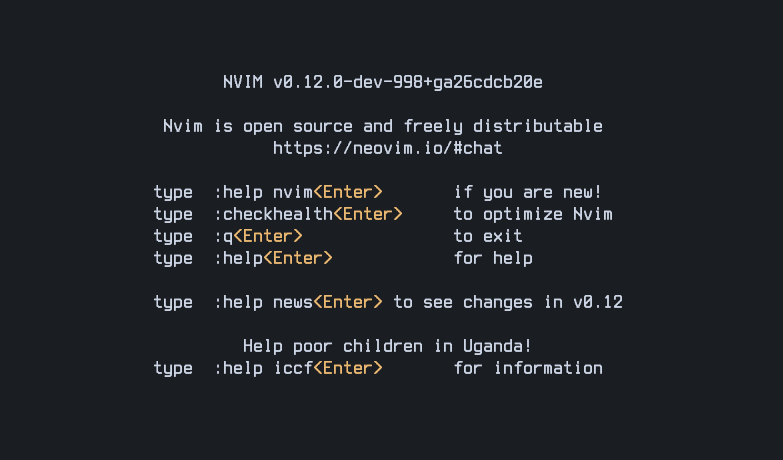 NVIM v0.12.0-dev-998+ga26cdcb20e
Nvim is open source and freely distributable
https://neovim.io/#chat
type  :help nvim<Enter>       if you are new!
type  :checkhealth<Enter>     to optimize Nvim
type  :q<Enter>               to exit
type  :help<Enter>            for help
type  :help news<Enter> to see changes in v0.12
Help poor children in Uganda!
type  :help iccf<Enter>       for information